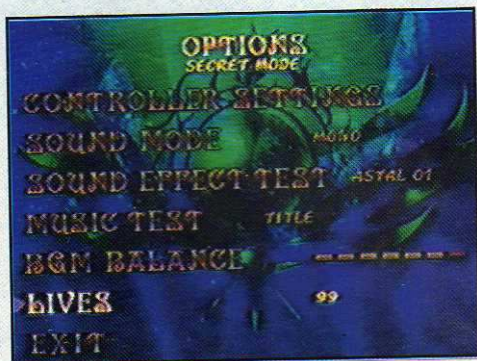 OPTIONS
SECRET MODE
CONTROLLER SETTINGS
SOUND MODE MONO
SOUND EFFECT TEST ASTAL 01
MUSIC TEST TITLE
BGM BALANCE
LIVES 99
EXIT